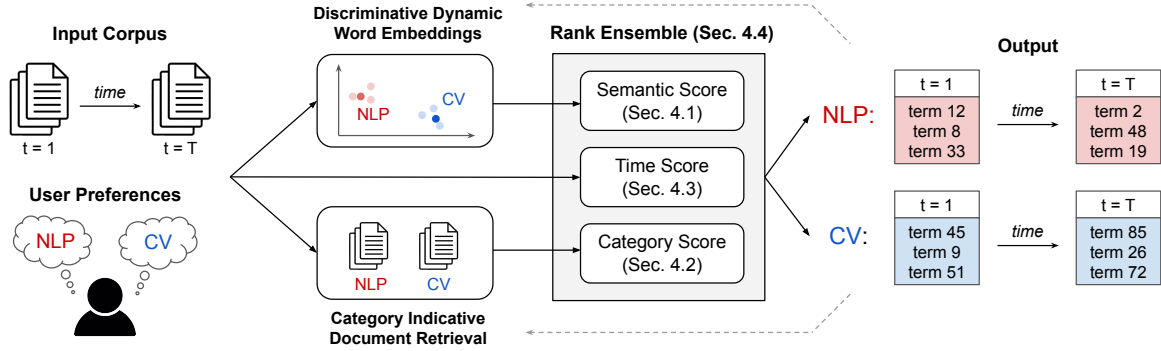 Input Corpus
time
t = 1
t = T
User Preferences
NLP
CV
Discriminative Dynamic
Word Embeddings
NLP
CV
NLP
CV
Category Indicative
Document Retrieval
Rank Ensemble (Sec. 4.4)
Semantic Score
(Sec. 4.1)
Time Score
(Sec. 4.3)
Category Score
(Sec. 4.2)
Output
NLP:
t = 1
term 12
term 8
term 33
time
t = T
term 2
term 48
term 19
CV:
t = 1
term 45
term 9
term 51
time
t = T
term 85
term 26
term 72